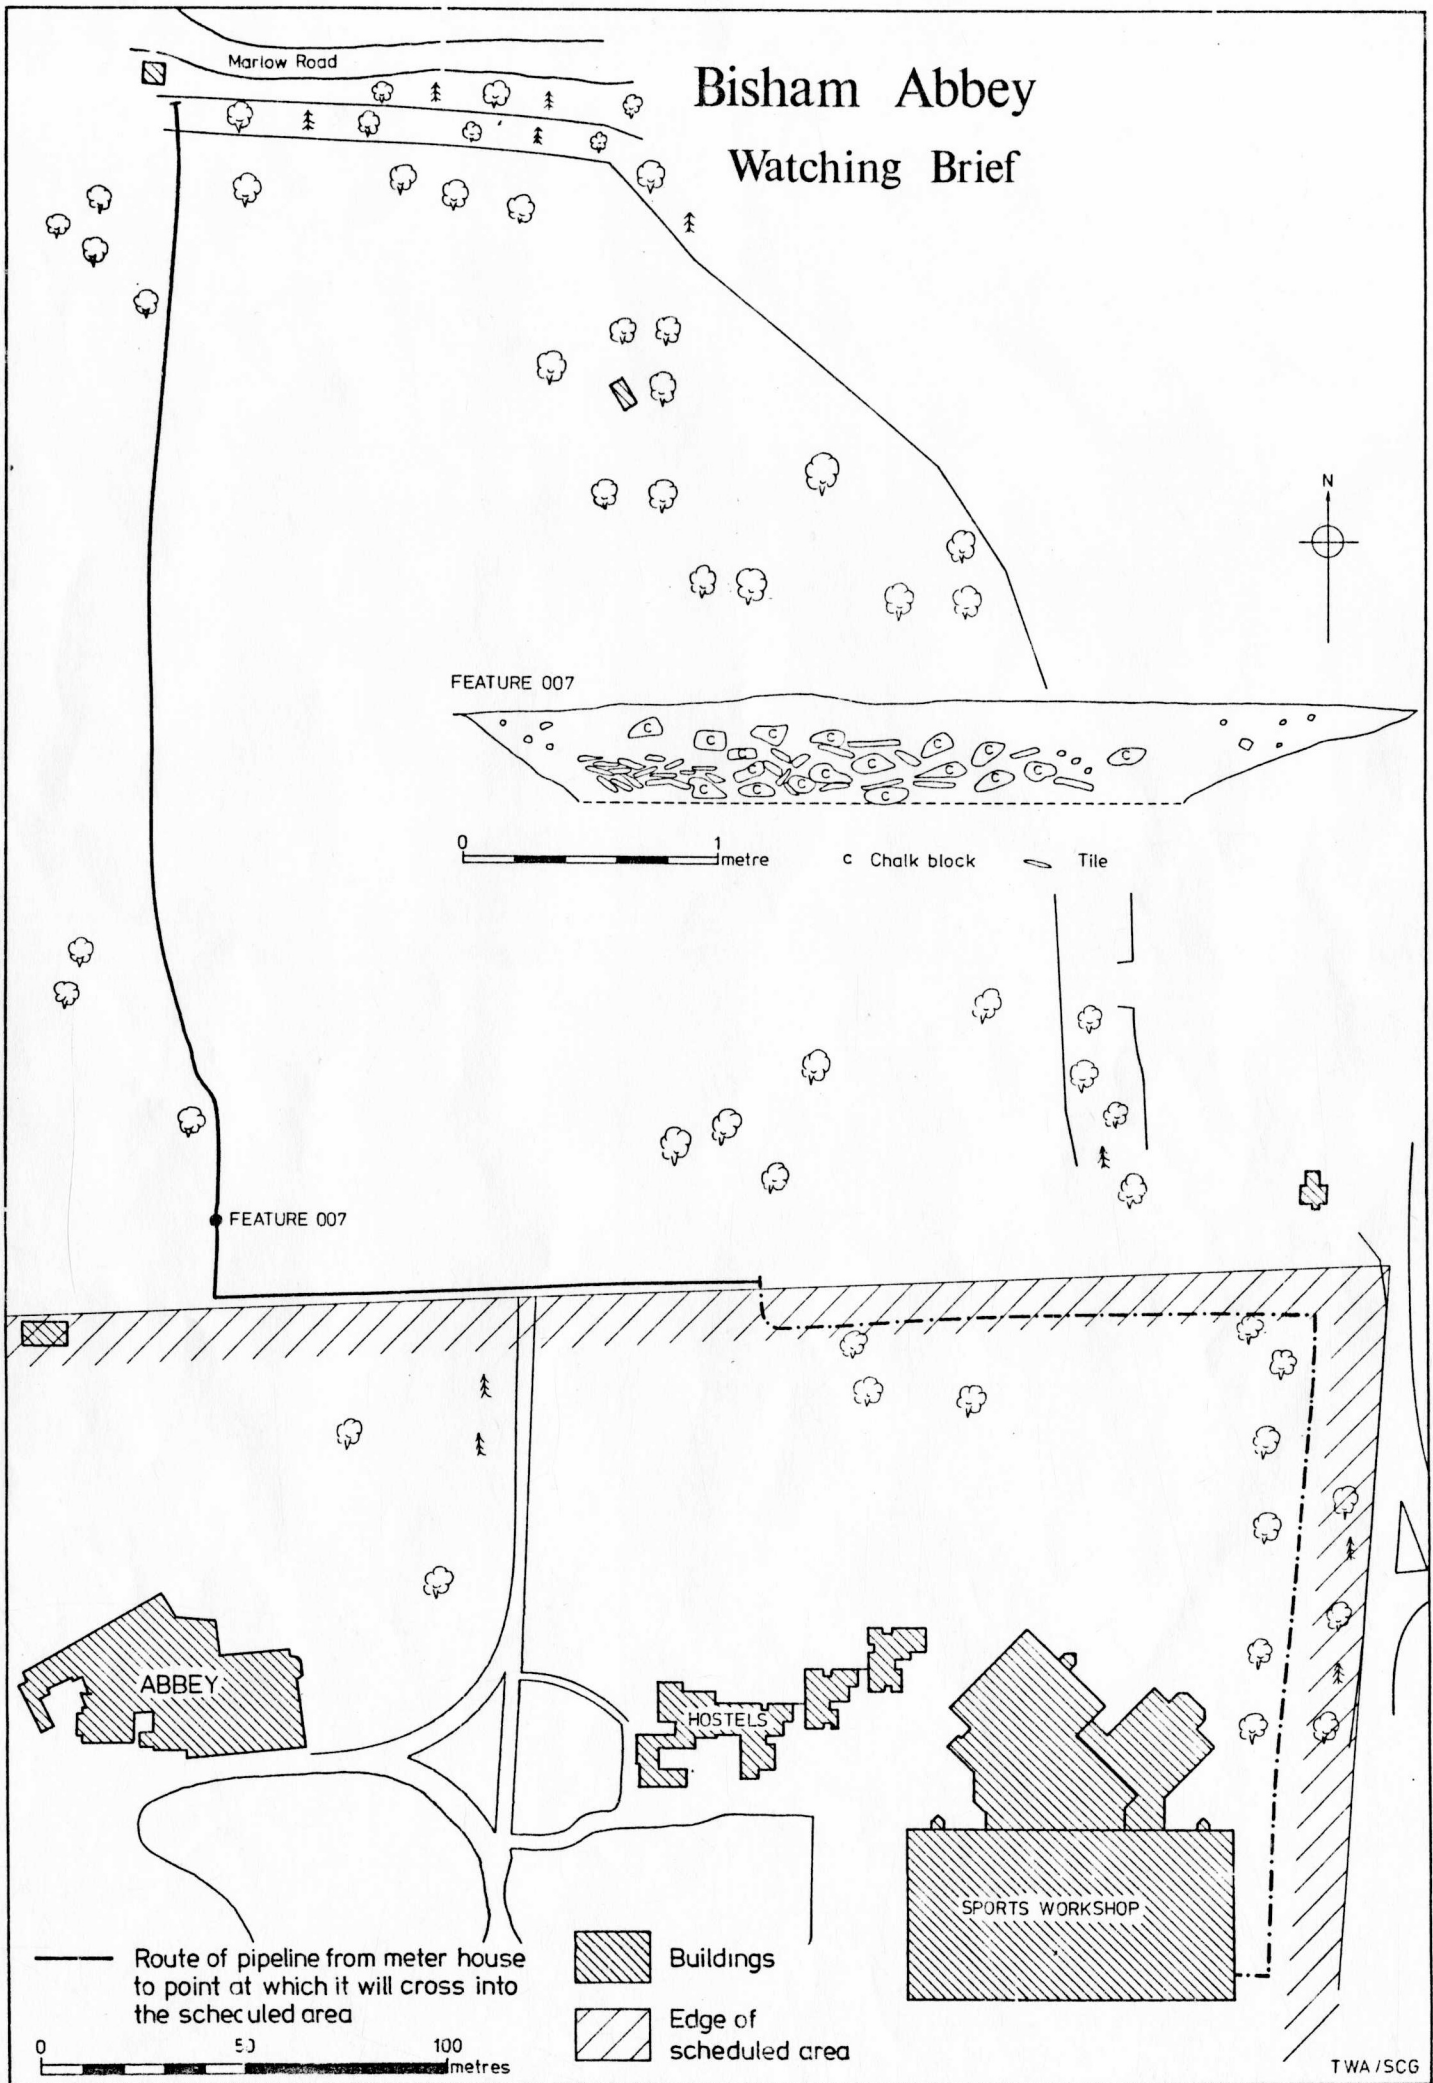 Marlow Road
Bisham Abbey
Watching Brief
N
FEATURE 007
C C C C C C
C C C C C C C
C C C C C
0 1
metre
c Chalk block
Tile
FEATURE 007
ABBEY
HOSTELS
SPORTS WORKSHOP
Route of pipeline from meter house
to point at which it will cross into
the scheduled area
0 50 100
metres
Buildings
Edge of
scheduled area
TWA/SCG